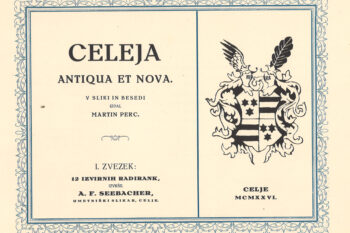 CELEJA
ANTIQUA ET NOVA.
V SLIKI IN BESEDI
IZDAL
MARTIN PERC.
I. ZVEZEK:
12 IZVIRNIH RADIRANK,
IZVRŠIL
A. F. SEEBACHER,
UMETNIŠKI SLIKAR, CELJE.
CELJE
MCMXXVI.